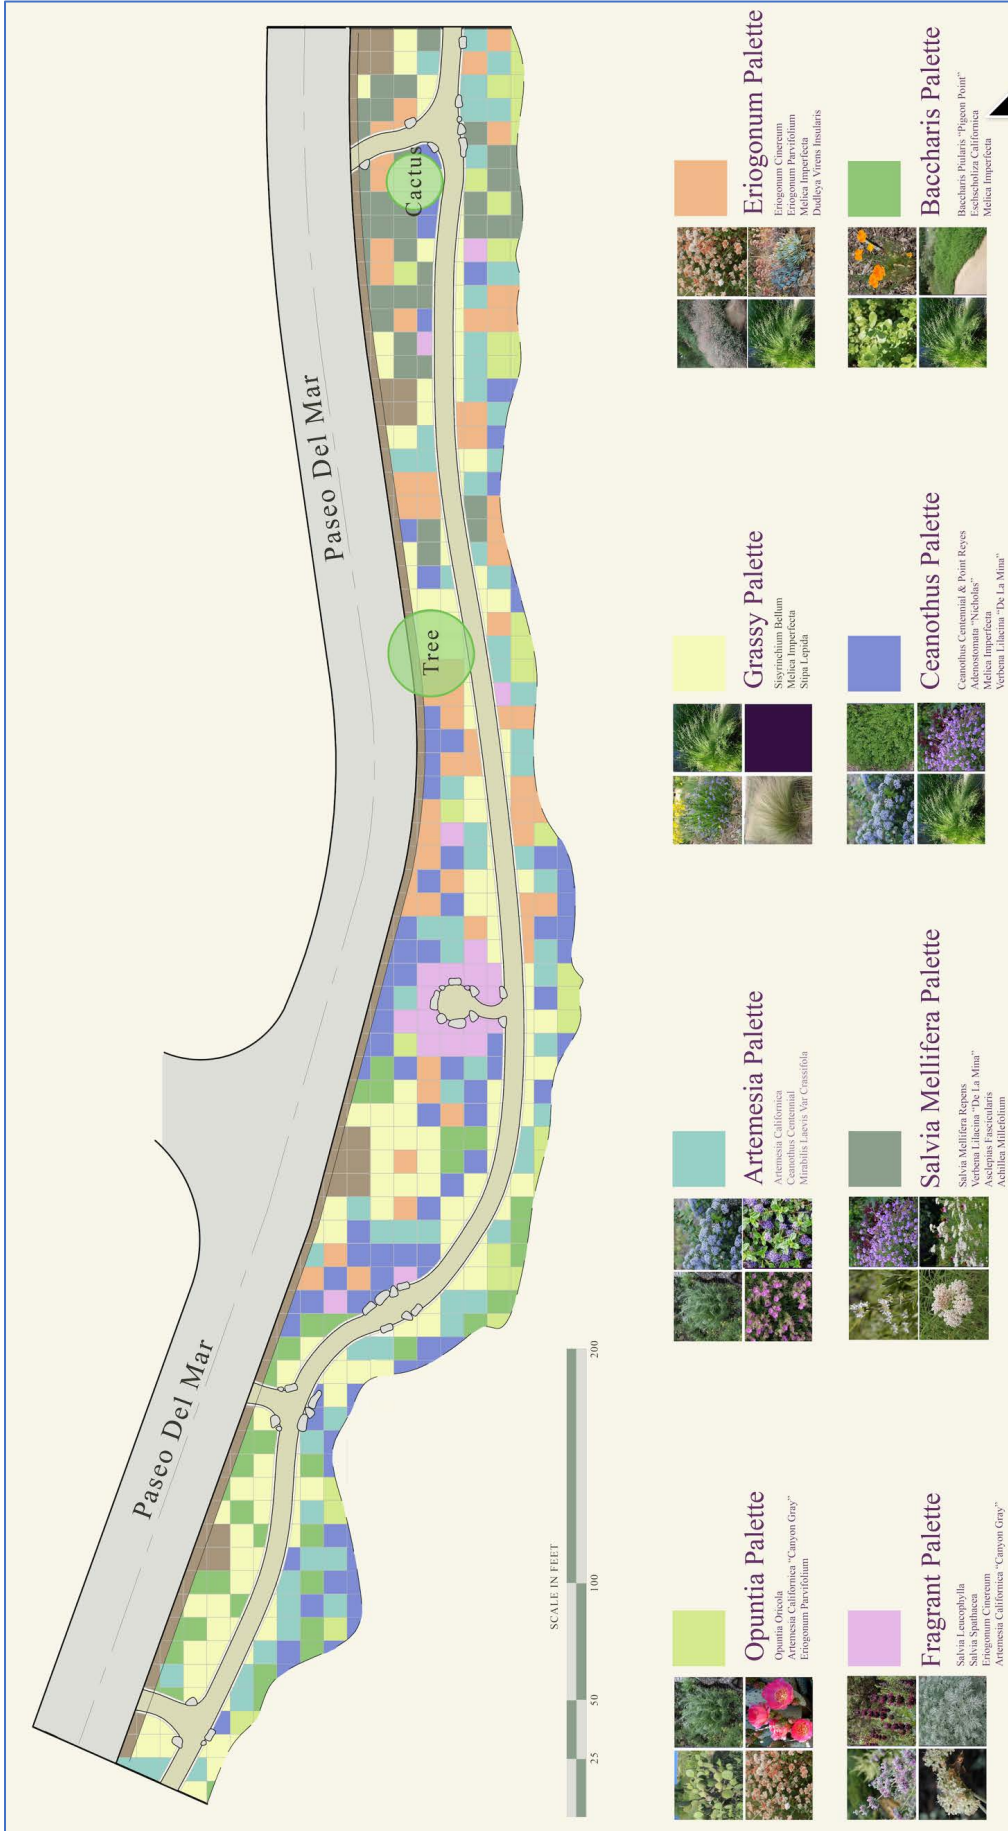 Paseo Del Mar
Paseo Del Mar
Tree
Cactus
SCALE IN FEET
25
50
100
200
Opuntia Palette
Opuntia Oricola
Artemesia California "Canyon Gray"
Eriogonum Parvifolium
Artemesia Palette
Artemesia Californica
Ceanothus Centennial
Mirabilis Laevis Var Crassifola
Grassy Palette
Sisyrinchium Bellum
Melica Imperfecta
Stipa Lepida
Eriogonum Palette
Eriogonum Cinereum
Eriogonum Parvifolium
Melica Imperfecta
Dudleya Virens Insularis
Fragrant Palette
Salvia Leucophylla
Salvia Spathacea
Eriogonum Cinereum
Artemesia California "Canyon Gray"
Salvia Mellifera Palette
Salvia Mellifera Repens
Verbena Lilacina "De La Mina"
Asclepias Fascicularis
Achillea Millefolium
Ceanothus Palette
Ceanothus Centennial & Point Reyes
Adenostomata "Nicholas"
Melica Imperfecta
Verbena Lilacina "De La Mina"
Baccharis Palette
Baccharis Piularis "Pigeon Point"
Eschscholiza Californica
Melica Imperfecta